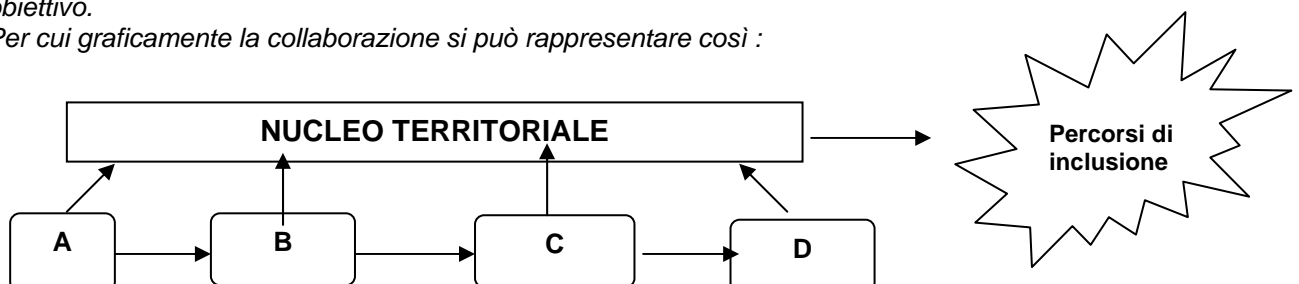 obiettivo.
Per cui graficamente la collaborazione si può rappresentare così :
NUCLEO TERRITORIALE
Percorsi di
inclusione
A B C D